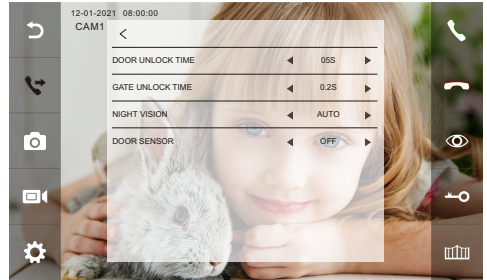 12-01-2021 08:00:00
CAM1
DOOR UNLOCK TIME 05S
GATE UNLOCK TIME 0.2S
NIGHT VISION AUTO
DOOR SENSOR OFF